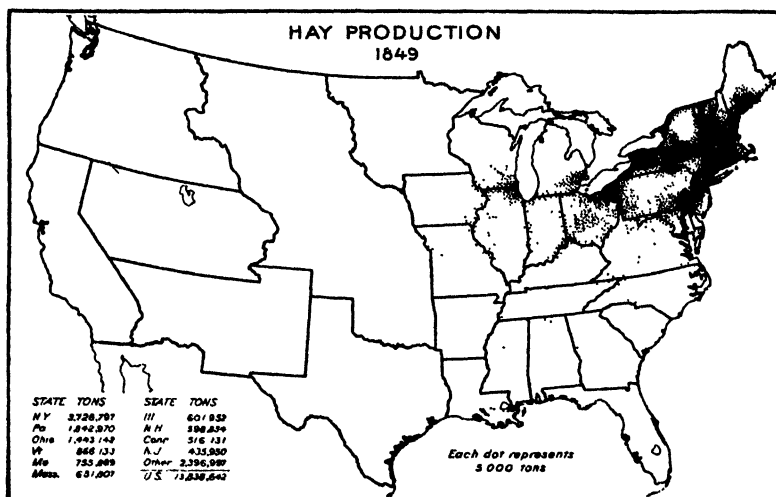 HAY PRODUCTION
1849
STATE TONS STATE TONS
N Y 3,728,797 Ill 601,952
Pa 1,842,970 N H 598,854
Ohio 1,443,142 Conn 516,131
Vt 866,153 N.J 435,950
Me 755,889 Other 2,396,997
Mass. 651,807 U.S. 13,838,642
Each dot represents
5,000 tons